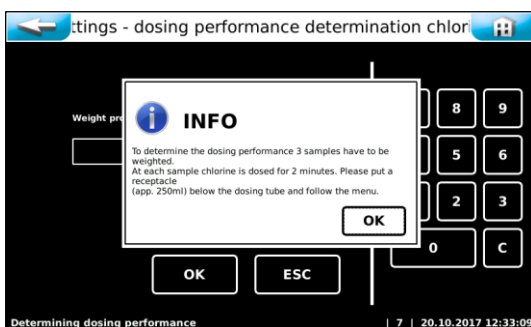 ttings - dosing performance determination chlori
Weight pre
INFO
To determine the dosing performance 3 samples have to be
weighted.
At each sample chlorine is dosed for 2 minutes. Please put a
receptacle
(app. 250ml) below the dosing tube and follow the menu.
OK
8 9
5 6
2 3
0 C
OK ESC
Determining dosing performance | 7 | 20.10.2017 12:33:09